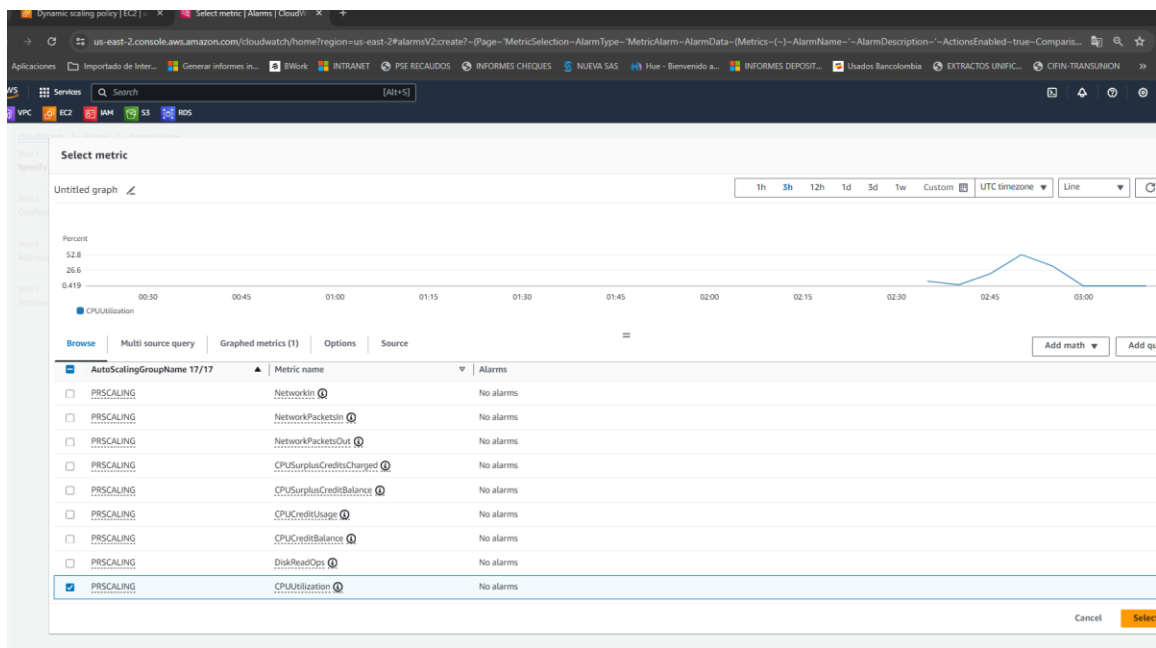 Dynamic scaling policy | EC2 | u
Select metric | Alarms | CloudW
us-east-2.console.aws.amazon.com/cloudwatch/home?region=us-east-2#alarmsV2:create?~(Page~'MetricSelection~AlarmType~'MetricAlarm~AlarmData~(Metrics~(~)~AlarmName~'~AlarmDescription~'~ActionsEnabled~true~Comparis...
Aplicaciones Importado de Inter... Generar informes in... BWork INTRANET PSE RECAUDOS INFORMES CHEQUES NUEVA SAS Hue - Bienvenido a... INFORMES DEPOSIT... Usados Bancolombia EXTRACTOS UNIFIC... CIFIN-TRANSUNION »
Services Search [Alt+S]
VPC EC2 IAM S3 RDS
Select metric
Untitled graph 1h 3h 12h 1d 3d 1w Custom UTC timezone Line
Percent
52.8
26.6
0.419
00:30 00:45 01:00 01:15 01:30 01:45 02:00 02:15 02:30 02:45 03:00
CPUUtilization
Browse Multi source query Graphed metrics (1) Options Source Add math Add qu
AutoScalingGroupName 17/17 Metric name Alarms
PRSCALING NetworkIn No alarms
PRSCALING NetworkPacketsIn No alarms
PRSCALING NetworkPacketsOut No alarms
PRSCALING CPUSurplusCreditsCharged No alarms
PRSCALING CPUSurplusCreditBalance No alarms
PRSCALING CPUCreditUsage No alarms
PRSCALING CPUCreditBalance No alarms
PRSCALING DiskReadOps No alarms
PRSCALING CPUUtilization No alarms
Cancel Select